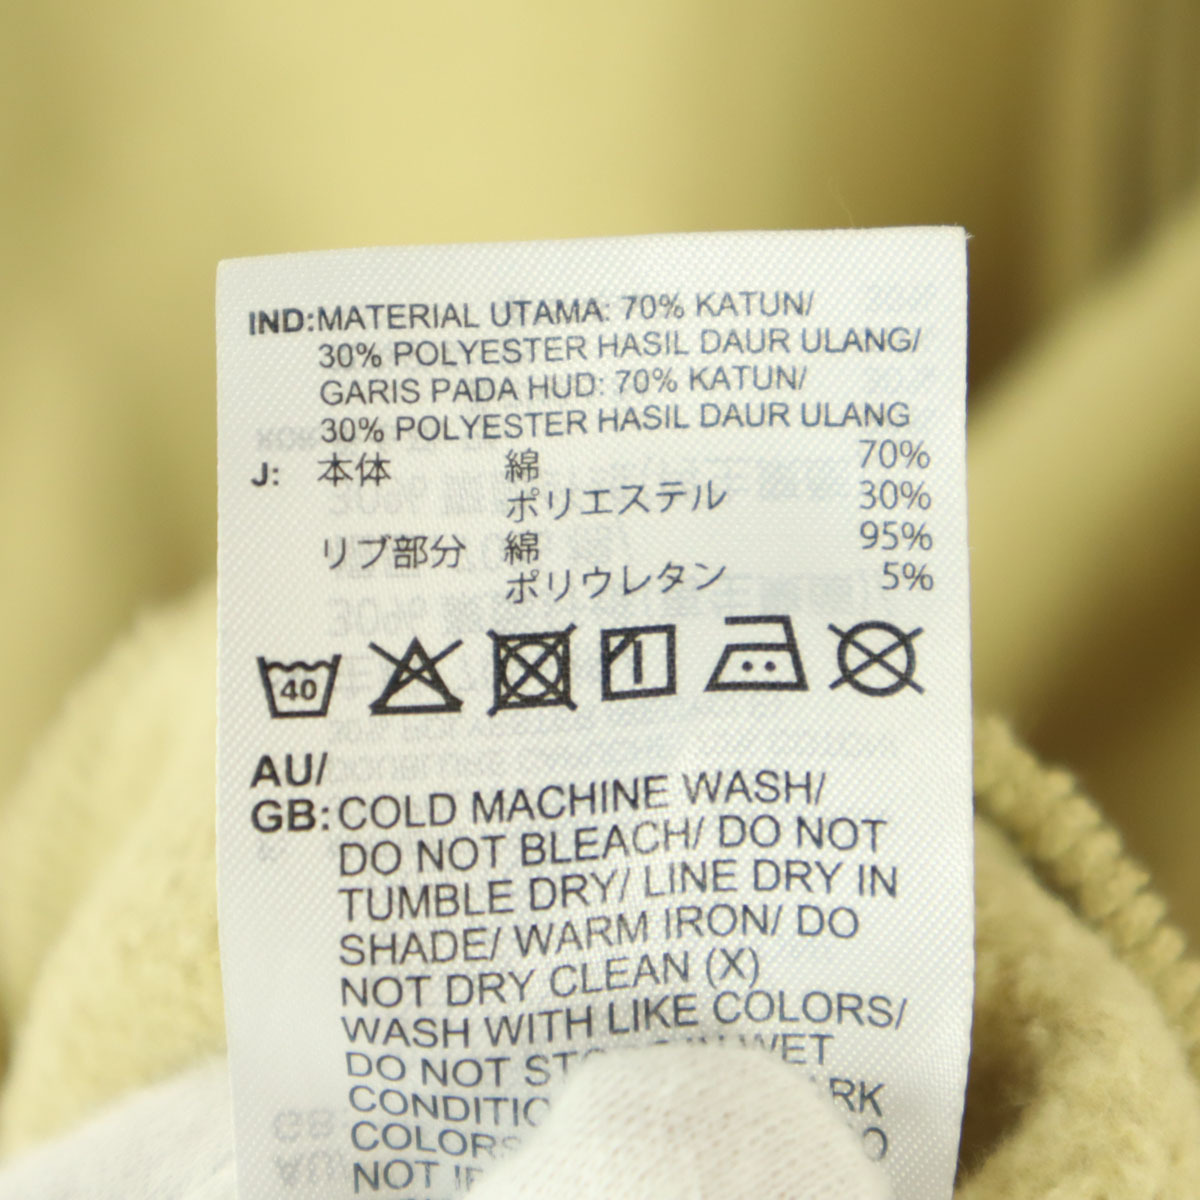 IND:MATERIAL UTAMA: 70% KATUN/
30% POLYESTER HASIL DAUR ULANG/
GARIS PADA HUD: 70% KATUN/
30% POLYESTER HASIL DAUR ULANG
J: 本体 綿 70%
ポリエステル 30%
リブ部分 綿 95%
ポリウレタン 5%
40
AU/
GB:COLD MACHINE WASH/
DO NOT BLEACH/ DO NOT
TUMBLE DRY/ LINE DRY IN
SHADE/ WARM IRON/ DO
NOT DRY CLEAN (X)
WASH WITH LIKE COLORS/
DO NOT IN WET
COLORS
NOT